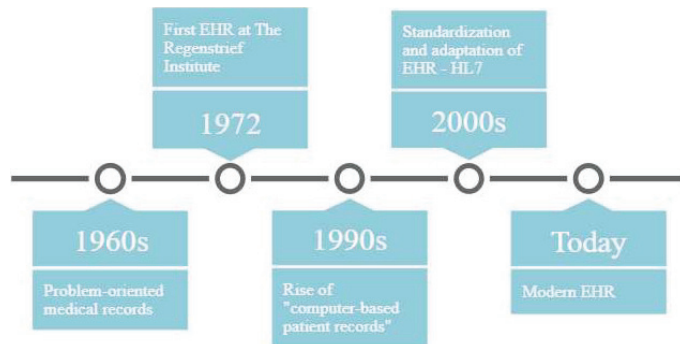 First EHR at The
Regenstrief
Institute
1972
Standardization
and adaptation of
EHR - HL7
2000s
1960s
Problem-oriented
medical records
1990s
Rise of
"computer-based
patient records"
Today
Modern EHR